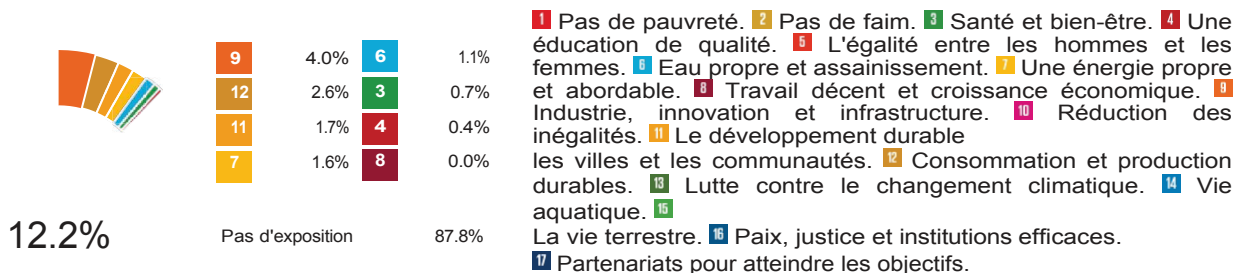 9 4.0% 6 1.1%
12 2.6% 3 0.7%
11 1.7% 4 0.4%
7 1.6% 8 0.0%
12.2% Pas d'exposition 87.8%
1 Pas de pauvreté. 2 Pas de faim. 3 Santé et bien-être. 4 Une
éducation de qualité. 5 L'égalité entre les hommes et les
femmes. 6 Eau propre et assainissement. 7 Une énergie propre
et abordable. 8 Travail décent et croissance économique. 9
Industrie, innovation et infrastructure. 10 Réduction des
inégalités. 11 Le développement durable
les villes et les communautés. 12 Consommation et production
durables. 13 Lutte contre le changement climatique. 14 Vie
aquatique. 15
La vie terrestre. 16 Paix, justice et institutions efficaces.
17 Partenariats pour atteindre les objectifs.